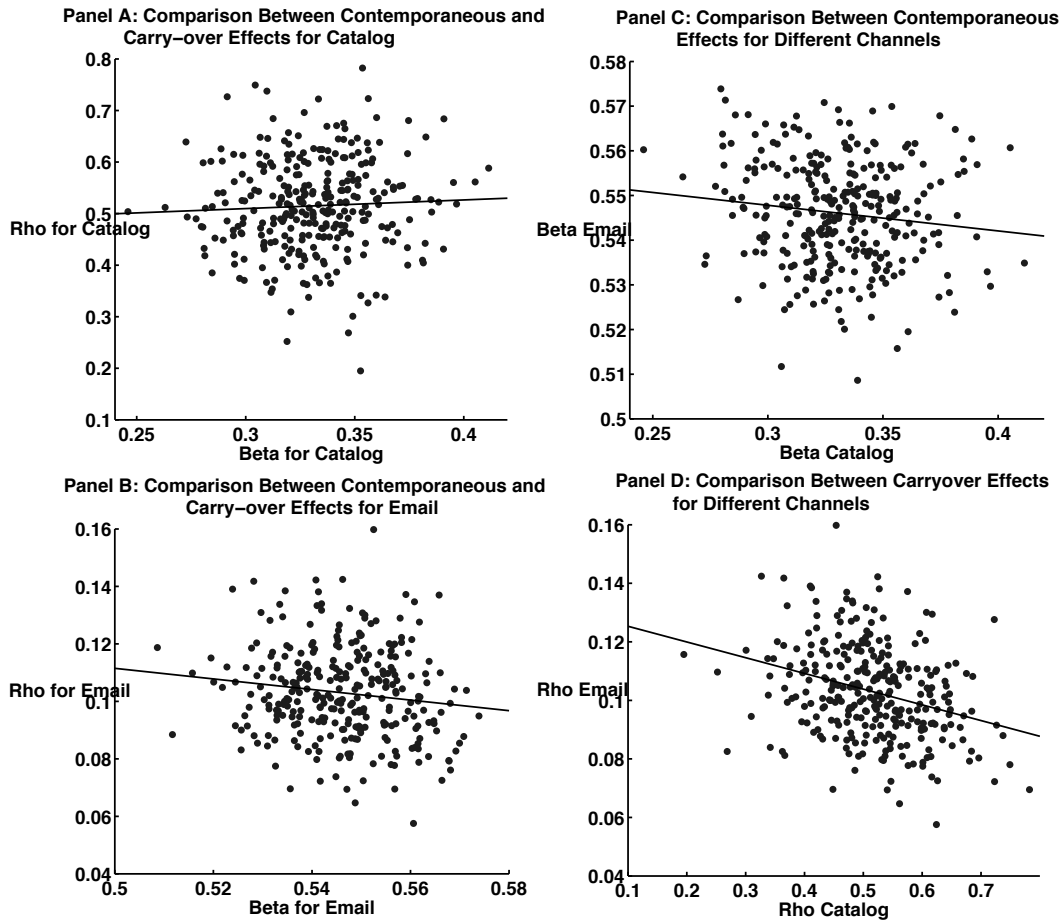 Panel A: Comparison Between Contemporaneous and
Carry−over Effects for Catalog
0.8
0.7
0.6
0.5
Rho for Catalog
0.4
0.3
0.2
0.1
0.25 0.3 0.35 0.4
Beta for Catalog
Panel C: Comparison Between Contemporaneous
Effects for Different Channels
0.58
0.57
0.56
0.55
Beta Email
0.54
0.53
0.52
0.51
0.5
0.25 0.3 0.35 0.4
Beta Catalog
Panel B: Comparison Between Contemporaneous and
Carry−over Effects for Email
0.16
0.14
0.12
Rho for Email
0.1
0.08
0.06
0.04
0.5 0.52 0.54 0.56 0.58
Beta for Email
Panel D: Comparison Between Carryover Effects
for Different Channels
0.16
0.14
0.12
Rho Email
0.1
0.08
0.06
0.04
0.1 0.2 0.3 0.4 0.5 0.6 0.7
Rho Catalog